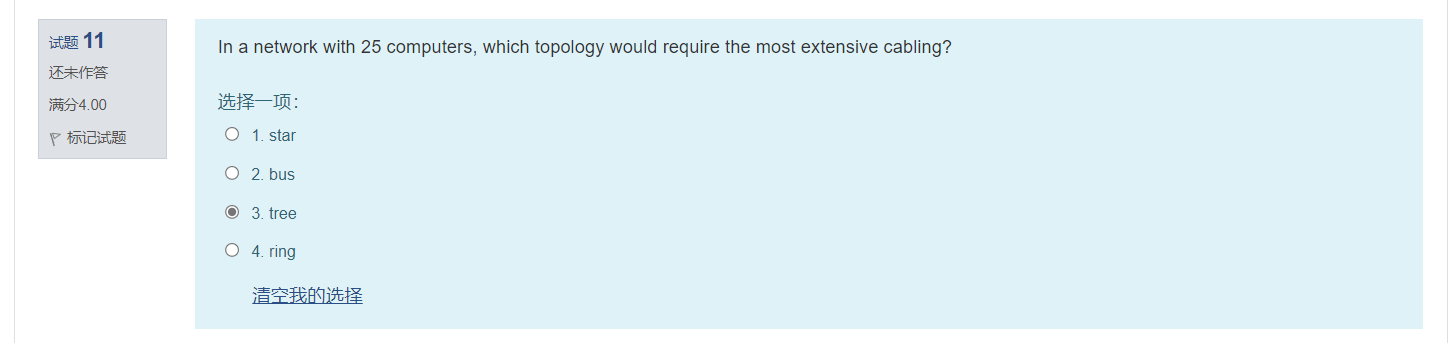 试题 11
还未作答
满分4.00
标记试题
In a network with 25 computers, which topology would require the most extensive cabling?
选择一项：
1. star
2. bus
3. tree
4. ring
清空我的选择